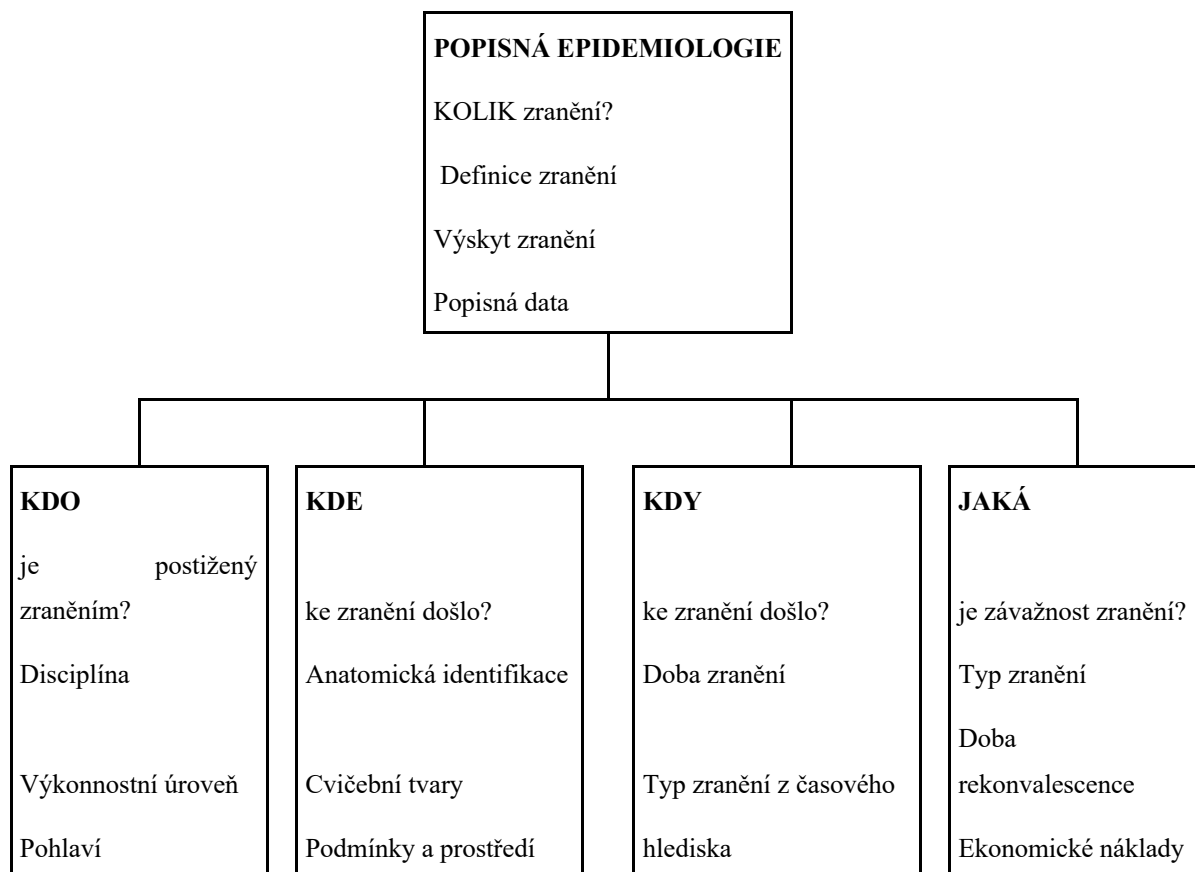 POPISNÁ EPIDEMIOLOGIE
KOLIK zranění?
Definice zranění
Výskyt zranění
Popisná data
KDO
je postižený
zraněním?
Disciplína
Výkonnostní úroveň
Pohlaví
KDE
ke zranění došlo?
Anatomická identifikace
Cvičební tvary
Podmínky a prostředí
KDY
ke zranění došlo?
Doba zranění
Typ zranění z časového
hlediska
JAKÁ
je závažnost zranění?
Typ zranění
Doba
rekonvalescence
Ekonomické náklady